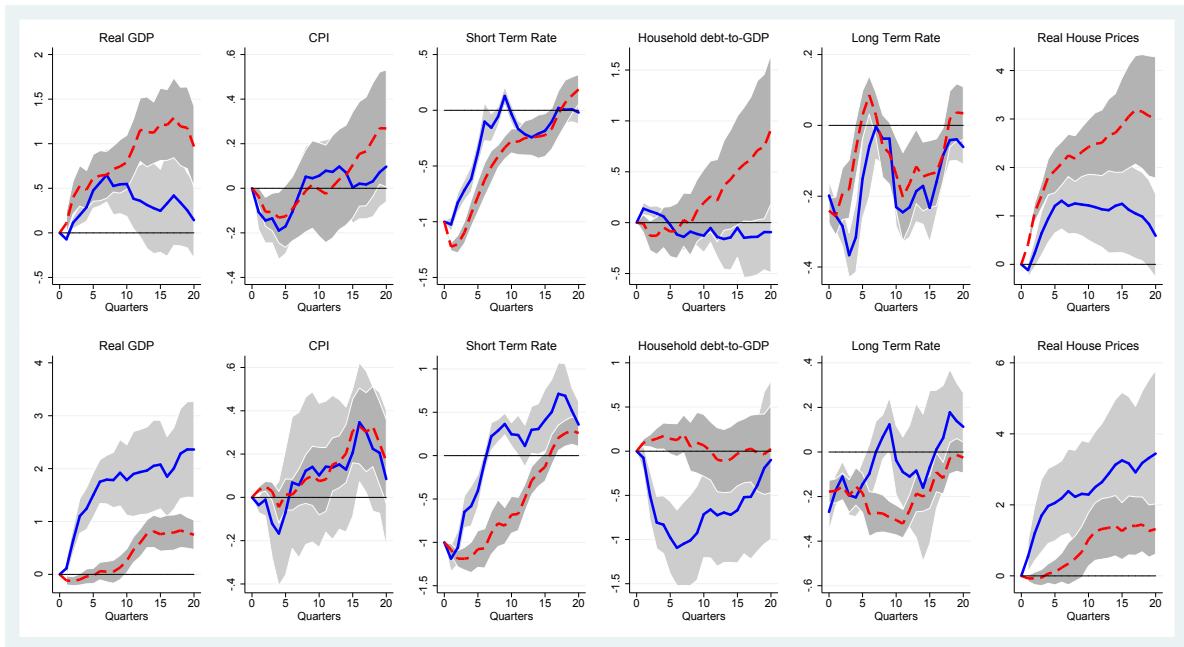 Real GDP
2
1.5
1
.5
0
-.5
0 5 10 15 20
Quarters
CPI
.6
.4
.2
0
-.2
-.4
0 5 10 15 20
Quarters
Short Term Rate
.5
0
-.5
-1
-1.5
0 5 10 15 20
Quarters
Household debt-to-GDP
1.5
1
.5
0
-.5
0 5 10 15 20
Quarters
Long Term Rate
.2
0
-.2
-.4
0 5 10 15 20
Quarters
Real House Prices
4
3
2
1
0
0 5 10 15 20
Quarters
Real GDP
4
3
2
1
0
0 5 10 15 20
Quarters
CPI
.6
.4
.2
0
-.2
-.4
0 5 10 15 20
Quarters
Short Term Rate
1
.5
0
-.5
-1
-1.5
0 5 10 15 20
Quarters
Household debt-to-GDP
1
.5
0
-.5
-1
-1.5
0 5 10 15 20
Quarters
Long Term Rate
.4
.2
0
-.2
-.4
-.6
0 5 10 15 20
Quarters
Real House Prices
6
4
2
0
0 5 10 15 20
Quarters